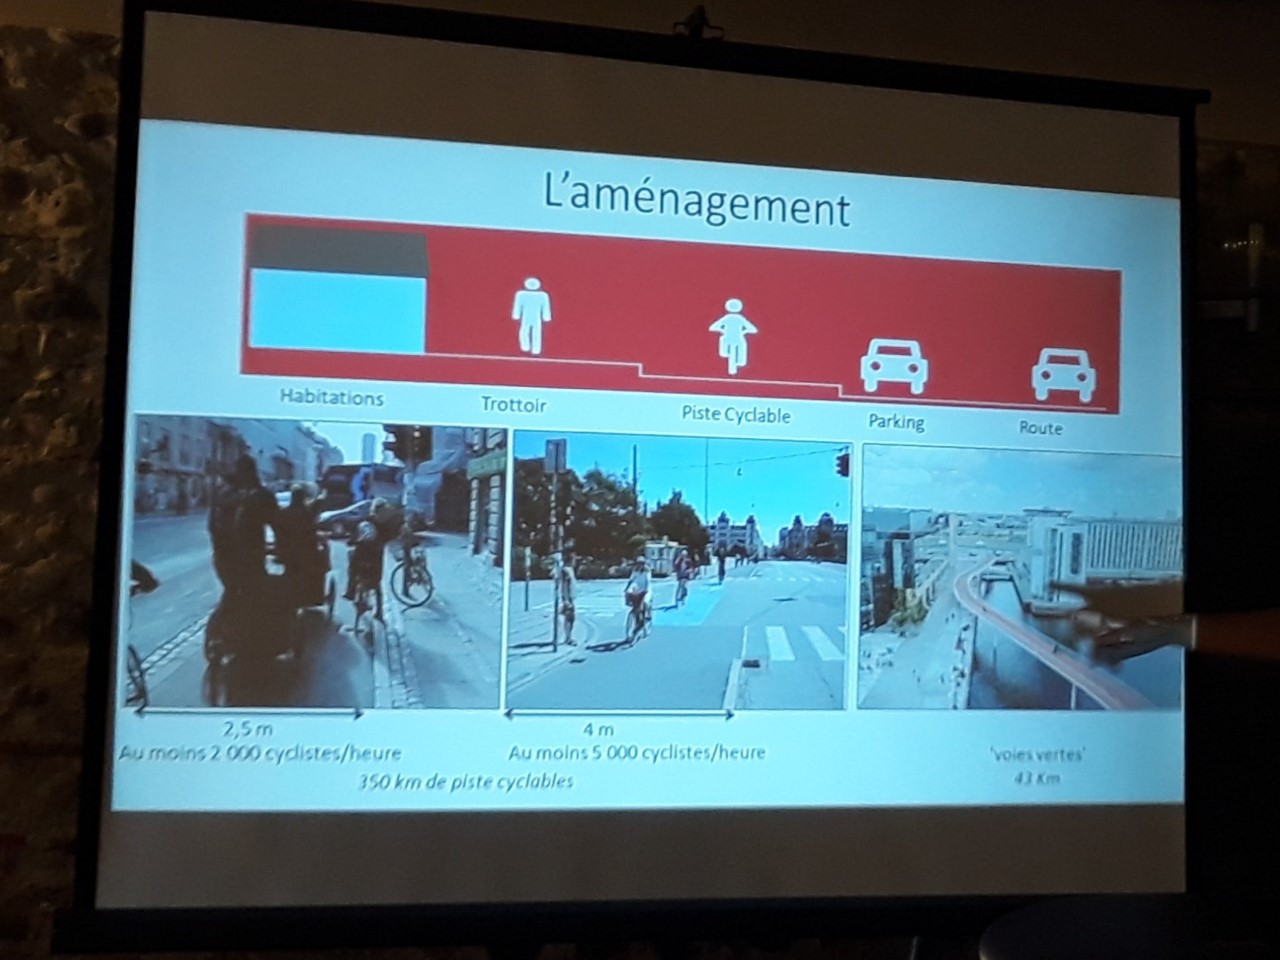 L'aménagement
Habitations
Trottoir
Piste Cyclable
Parking
Route
2,5 m
4 m
Au moins 2 000 cyclistes/heure
Au moins 5 000 cyclistes/heure
'voies vertes'
350 km de piste cyclables
43 Km